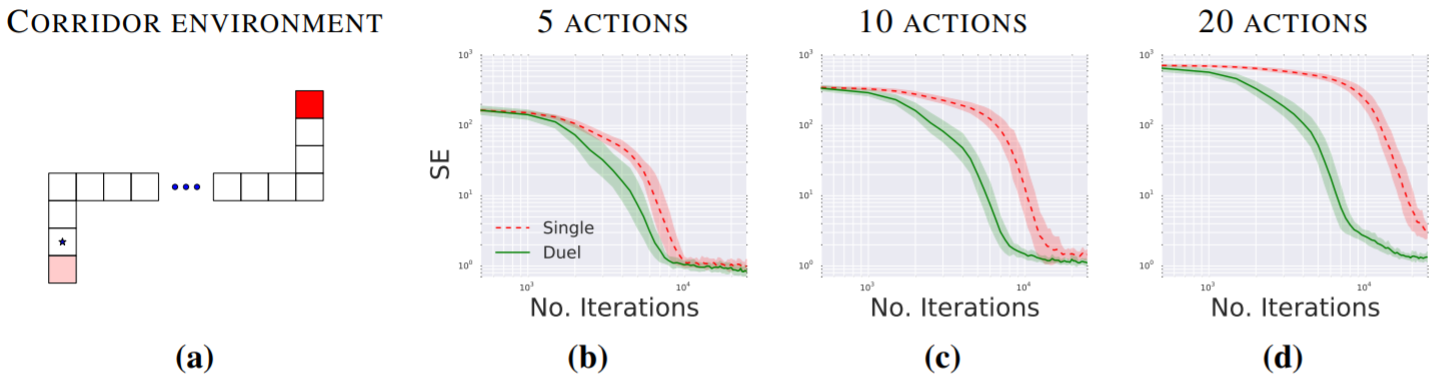 CORRIDOR ENVIRONMENT
5 ACTIONS
10 ACTIONS
20 ACTIONS
SE
10³
10²
10¹
10⁰
Single
Duel
10³
10⁴
No. Iterations
10³
10²
10¹
10⁰
10³
10⁴
No. Iterations
10³
10²
10¹
10⁰
10³
10⁴
No. Iterations
(a)
(b)
(c)
(d)